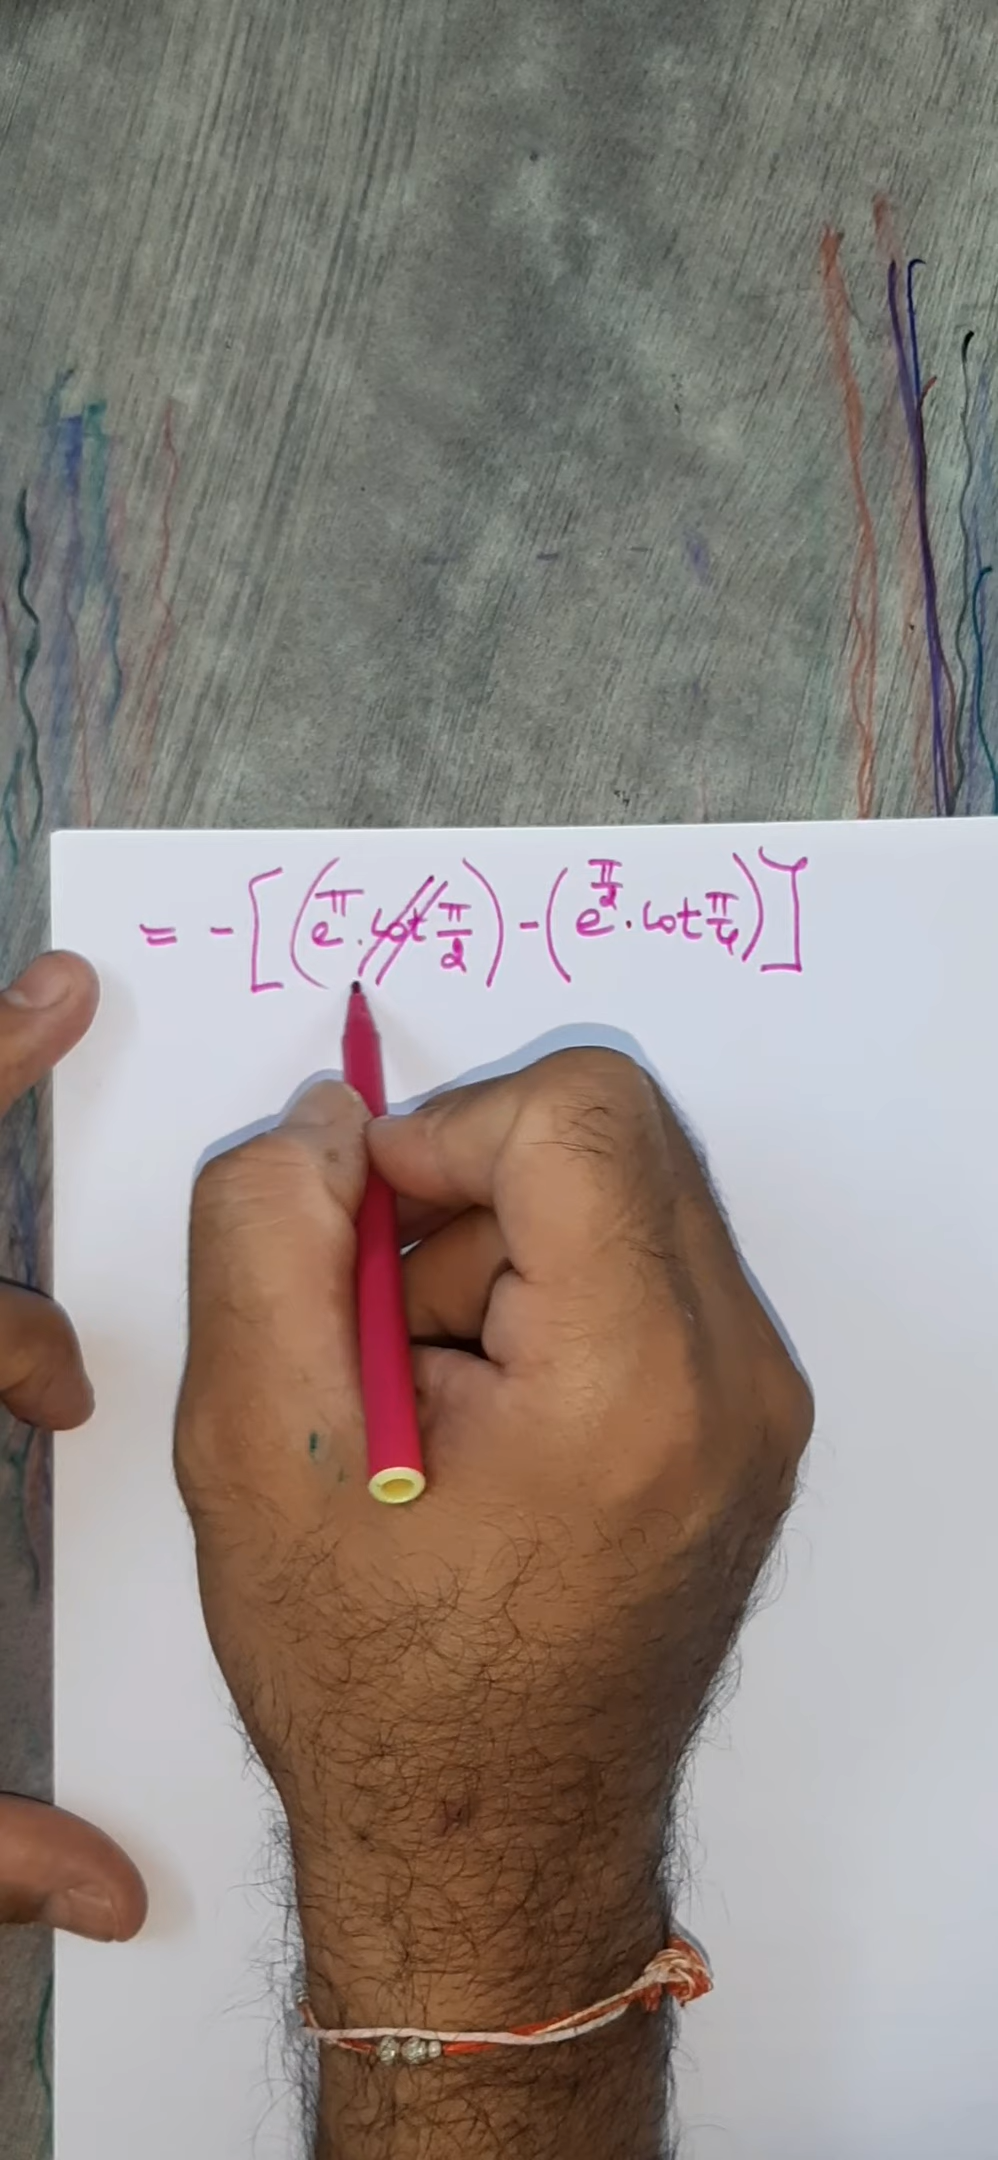 = - [(e^π . cot π/2) - (e^π/2 . cot π/4)]